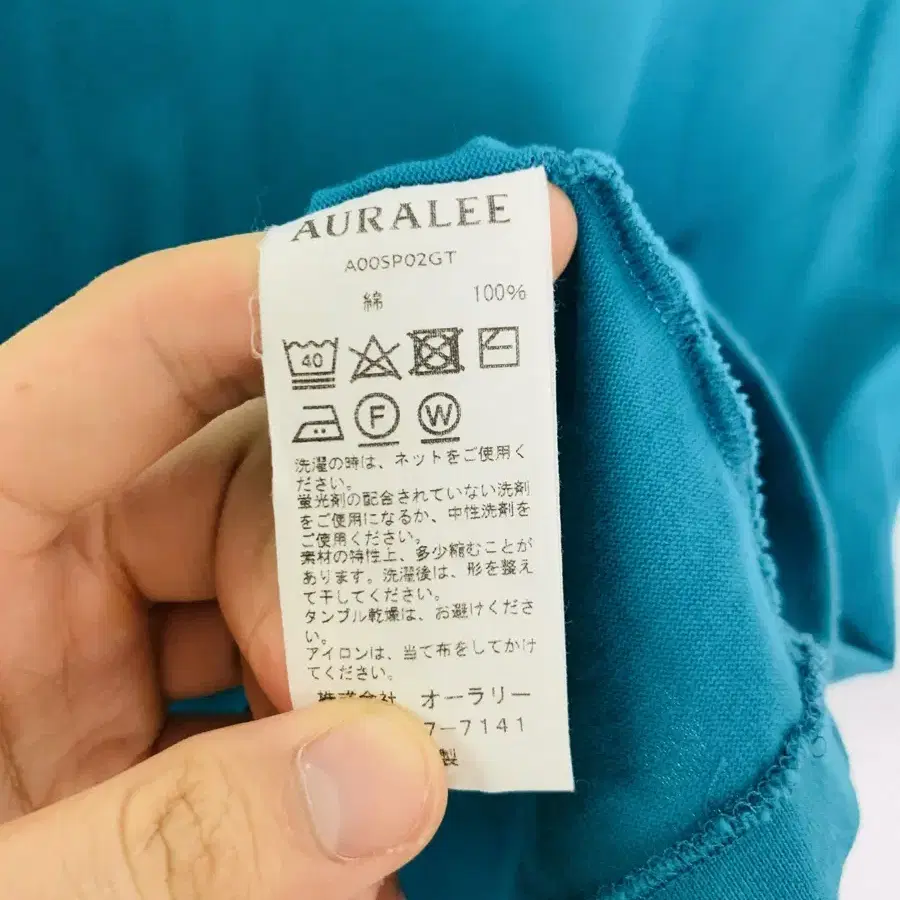 AURALEE
A00SP02GT
綿 100%
40
F W
洗濯の時は、ネットをご使用く
ださい。
蛍光剤の配合されていない洗剤
をご使用になるか、中性洗剤を
ご使用ください。
素材の特性上、多少縮むことが
あります。洗濯後は、形を整え
て干してください。
タンブル乾燥は、お避けくださ
い。
アイロンは、当て布をしてかけ
てください。
株式会社 オーラリー
7-7141
製